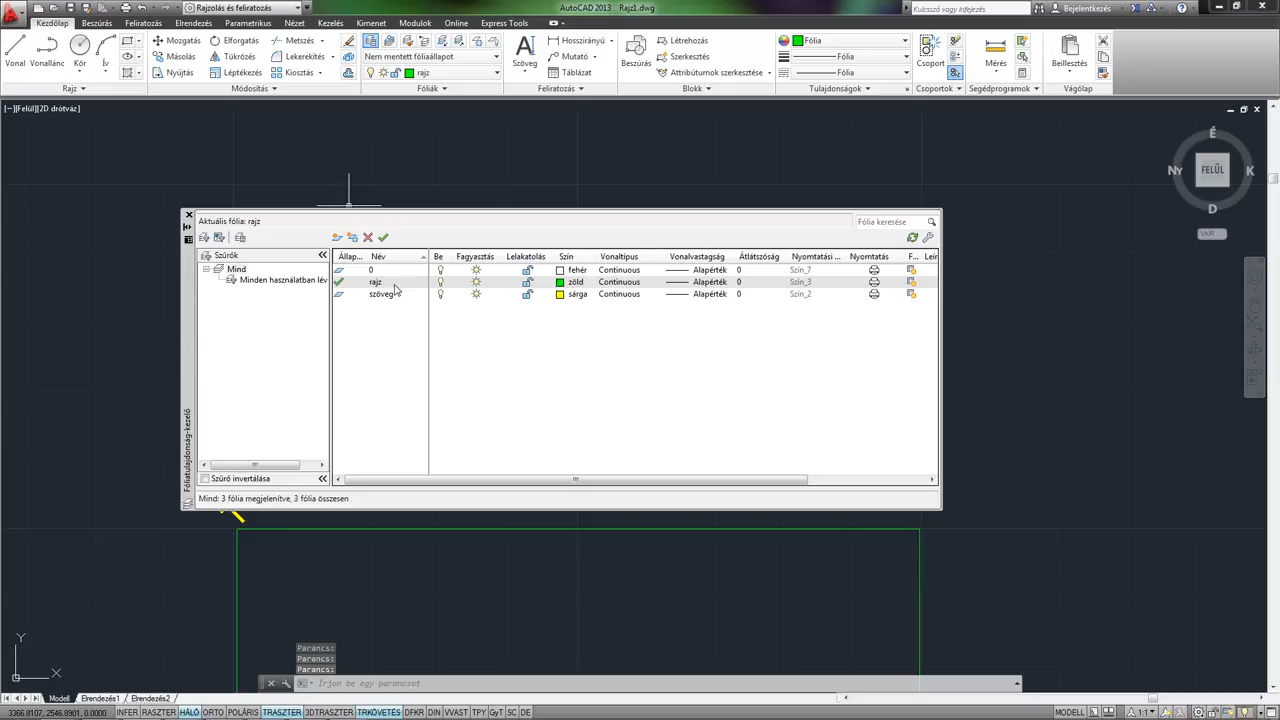 Rajzolás és feliratozás
AutoCAD 2013 Rajz1.dwg
Kulcsszó vagy kifejezés
Bejelentkezés
Kezdőlap Beszúrás Feliratozás Elrendezés Parametrikus Nézet Kezelés Kimenet Modulok Online Express Tools
Vonal Vonallánc Kör Ív
Mozgatás Elforgatás Metszés
Másolás Tükrözés Lekerekítés
Nyújtás Léptékezés Kiosztás
Nem mentett fóliaállapot
rajz
Szöveg
Hosszirányú
Mutató
Táblázat
Beszúrás
Létrehozás
Szerkesztés
Attribútumok szerkesztése
Fólia
Fólia
Fólia
Csoport
Mérés
Beillesztés
Rajz Módosítás Fóliák Feliratozás Blokk Tulajdonságok Csoportok Segédprogramok Vágólap
[−][Felül][2D drótváz]
É
NY FELÜL K
D
VKR
Aktuális fólia: rajz
Fólia keresése
Szűrők
Mind
Minden használatban lév
Állap... Név Be Fagyasztás Lelakatolás Szín Vonaltípus Vonalvastagság Átlátszóság Nyomtatási ... Nyomtatás F... Leír
0 fehér Continuous Alapérték 0 Szín_7
rajz zöld Continuous Alapérték 0 Szín_3
szöveg sárga Continuous Alapérték 0 Szín_2
Szűrő invertálása
Mind: 3 fólia megjelenítve, 3 fólia összesen
Fóliatulajdonság-kezelő
Y
X
Parancs:
Parancs:
Parancs:
Írjon be egy parancsot
Modell Elrendezés1 Elrendezés2
3366.8107, 2546.8901, 0.0000 INFER RASZTER HÁLÓ ORTO POLÁRIS TRASZTER 3DTRASZTER TRKÖVETÉS DFKR DIN VVAST TPY GyT SC DE
MODELL
1:1